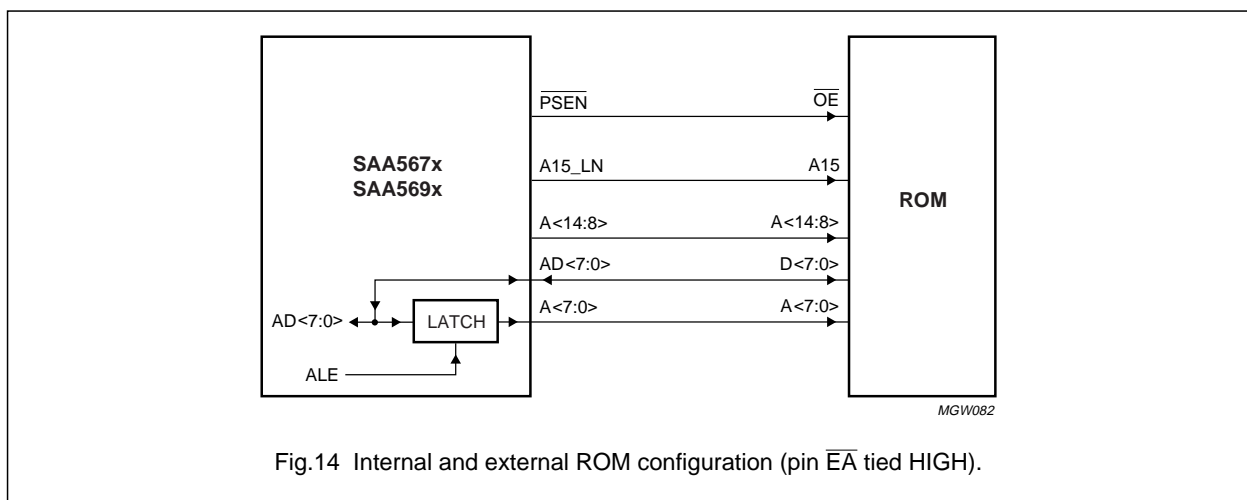 PSEN OE
SAA567x
SAA569x
A15_LN A15
ROM
A<14:8> A<14:8>
AD<7:0> D<7:0>
A<7:0> A<7:0>
AD<7:0> LATCH
ALE
MGW082
Fig.14 Internal and external ROM configuration (pin EA tied HIGH).